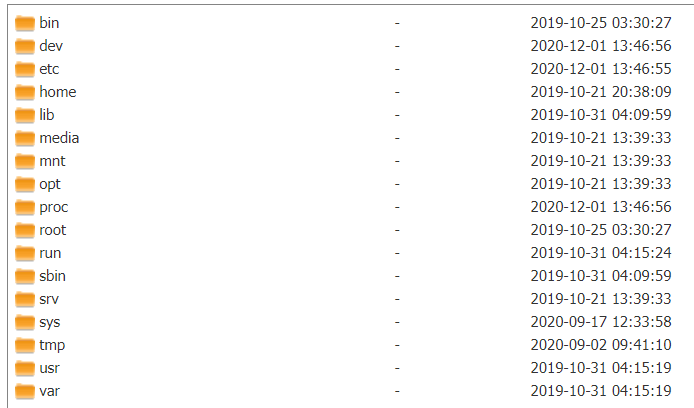 bin - 2019-10-25 03:30:27
dev - 2020-12-01 13:46:56
etc - 2020-12-01 13:46:55
home - 2019-10-21 20:38:09
lib - 2019-10-31 04:09:59
media - 2019-10-21 13:39:33
mnt - 2019-10-21 13:39:33
opt - 2019-10-21 13:39:33
proc - 2020-12-01 13:46:56
root - 2019-10-25 03:30:27
run - 2019-10-31 04:15:24
sbin - 2019-10-31 04:09:59
srv - 2019-10-21 13:39:33
sys - 2020-09-17 12:33:58
tmp - 2020-09-02 09:41:10
usr - 2019-10-31 04:15:19
var - 2019-10-31 04:15:19